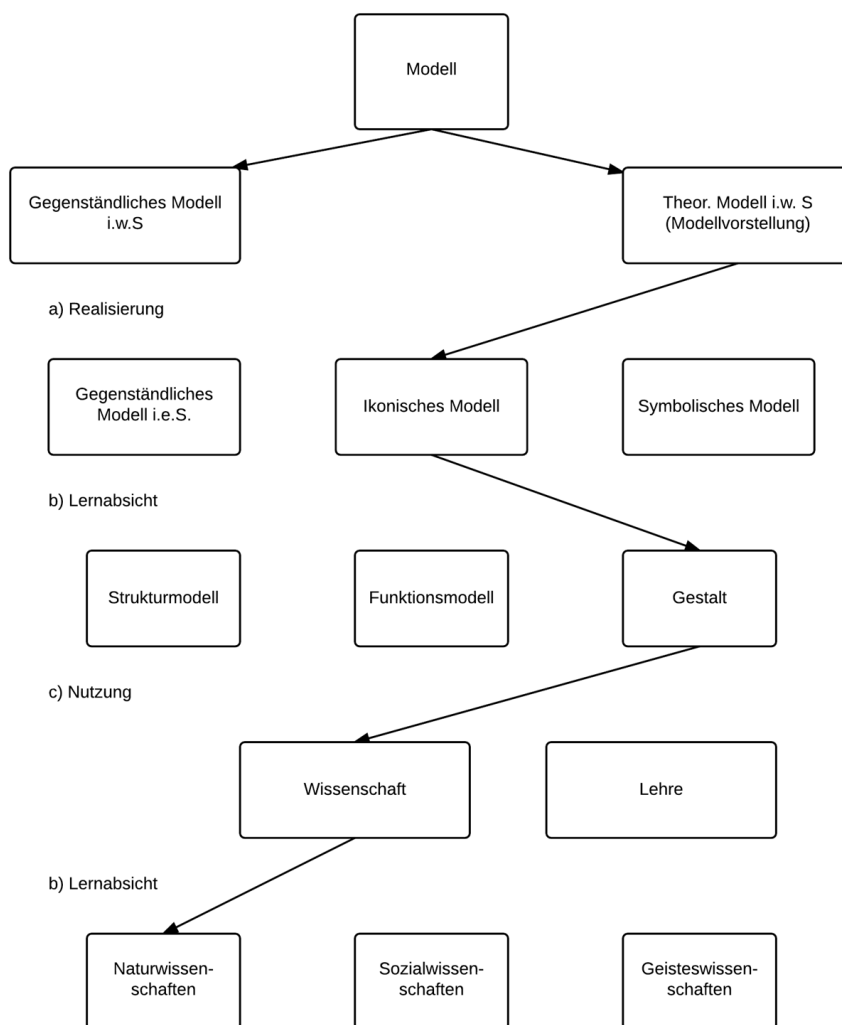 Modell
Gegenständliches Modell
i.w.S
Theor. Modell i.w. S
(Modellvorstellung)
a) Realisierung
Gegenständliches
Modell i.e.S.
Ikonisches Modell
Symbolisches Modell
b) Lernabsicht
Strukturmodell
Funktionsmodell
Gestalt
c) Nutzung
Wissenschaft
Lehre
b) Lernabsicht
Naturwissen-
schaften
Sozialwissen-
schaften
Geisteswissen-
schaften